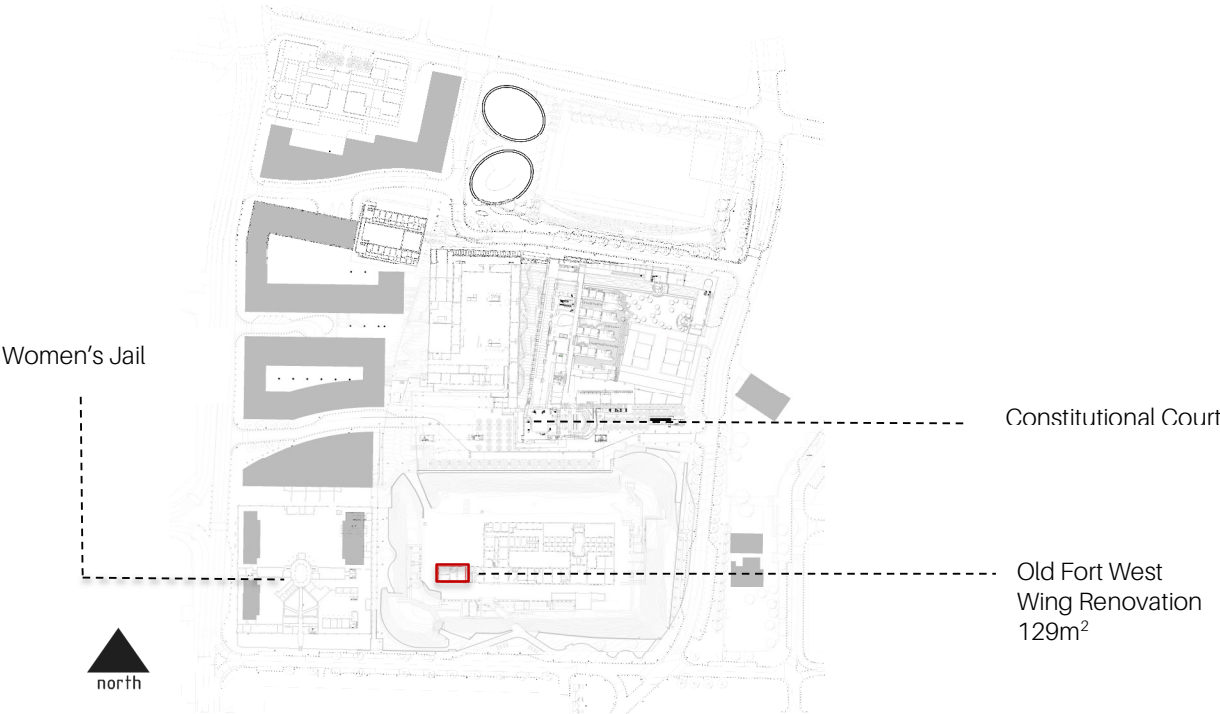 Women's Jail
Constitutional Court
Old Fort West
Wing Renovation
129m²
north